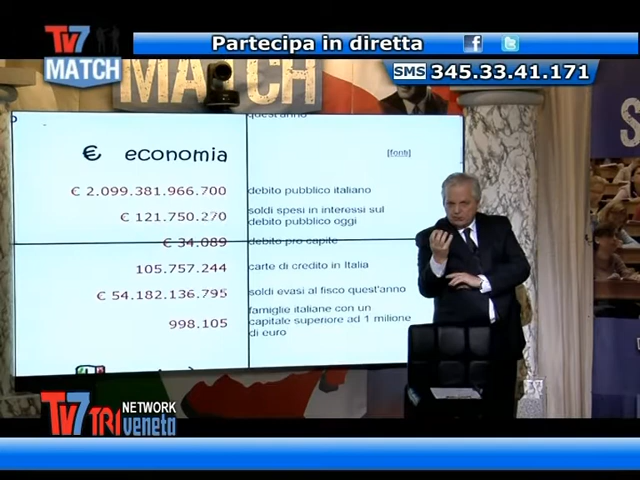 Tv7
MATCH
Partecipa in diretta
SMS 345.33.41.171
MATCH
quest'anno
€ economia
[fonti]
€ 2.099.381.966.700 debito pubblico italiano
€ 121.750.270 soldi spesi in interessi sul
debito pubblico oggi
€ 34.089 debito pro capite
105.757.244 carte di credito in Italia
€ 54.182.136.795 soldi evasi al fisco quest'anno
998.105 famiglie italiane con un
capitale superiore ad 1 milione
di euro
S
Tv7 TRI NETWORK
veneta